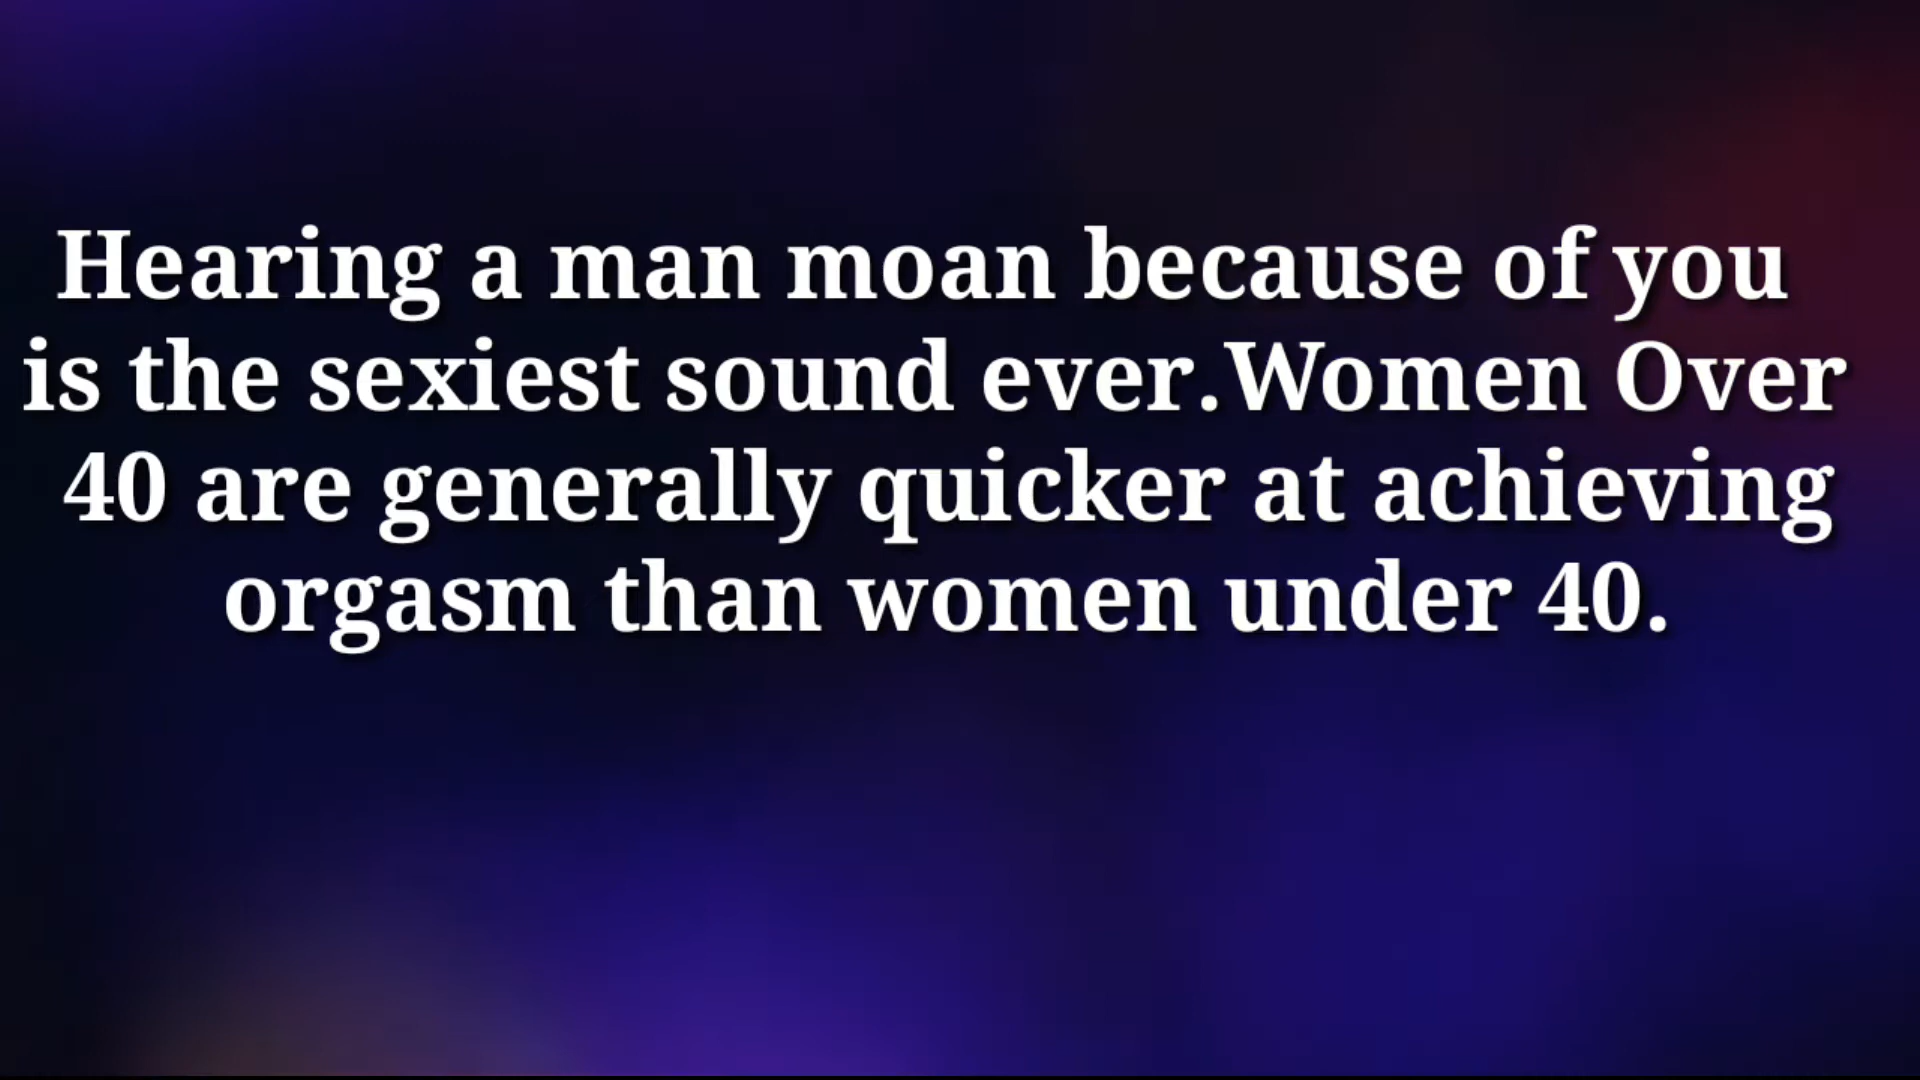 Hearing a man moan because of you
is the sexiest sound ever.Women Over
40 are generally quicker at achieving
orgasm than women under 40.